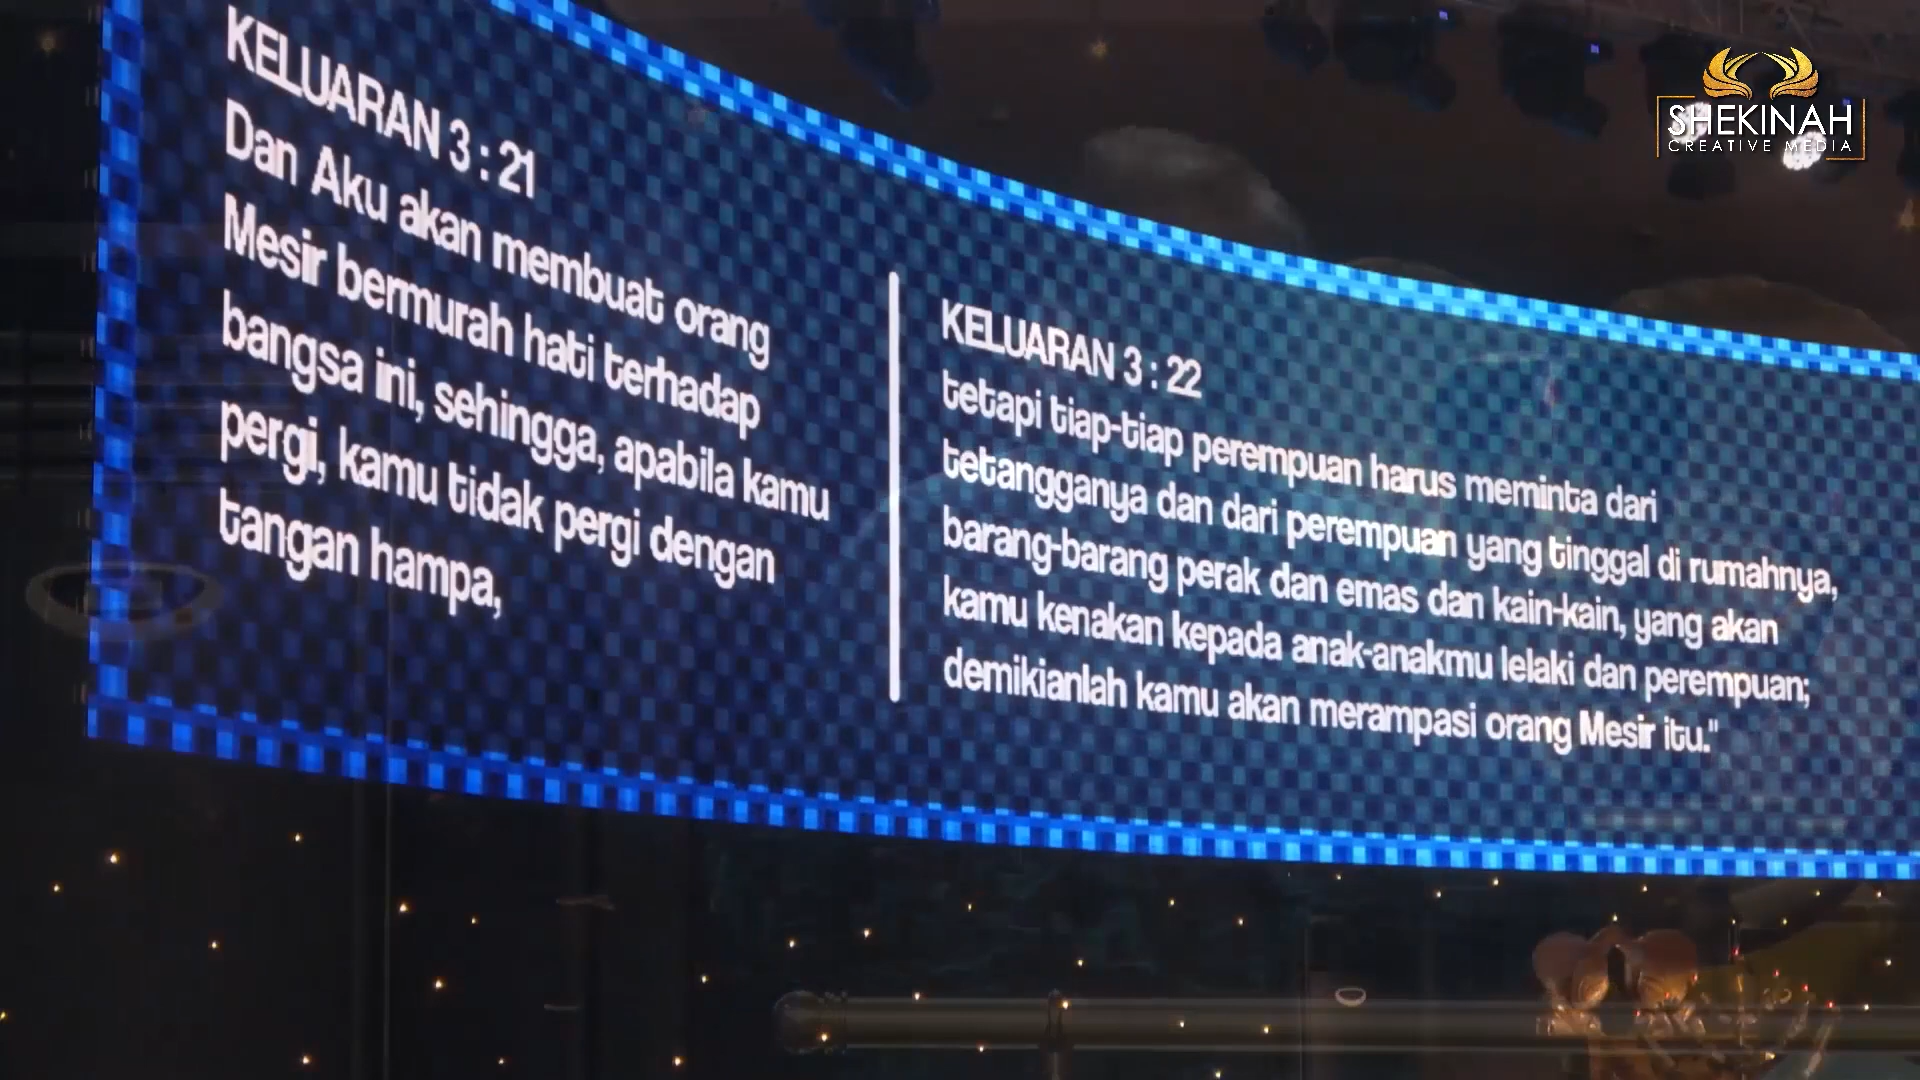 KELUARAN 3 : 21
Dan Aku akan membuat orang
Mesir bermurah hati terhadap
bangsa ini, sehingga, apabila kamu
pergi, kamu tidak pergi dengan
tangan hampa,
KELUARAN 3 : 22
tetapi tiap-tiap perempuan harus meminta dari
tetangganya dan dari perempuan yang tinggal di rumahnya,
barang-barang perak dan emas dan kain-kain, yang akan
kamu kenakan kepada anak-anakmu lelaki dan perempuan;
demikianlah kamu akan merampasi orang Mesir itu."
SHEKINAH
CREATIVE MEDIA